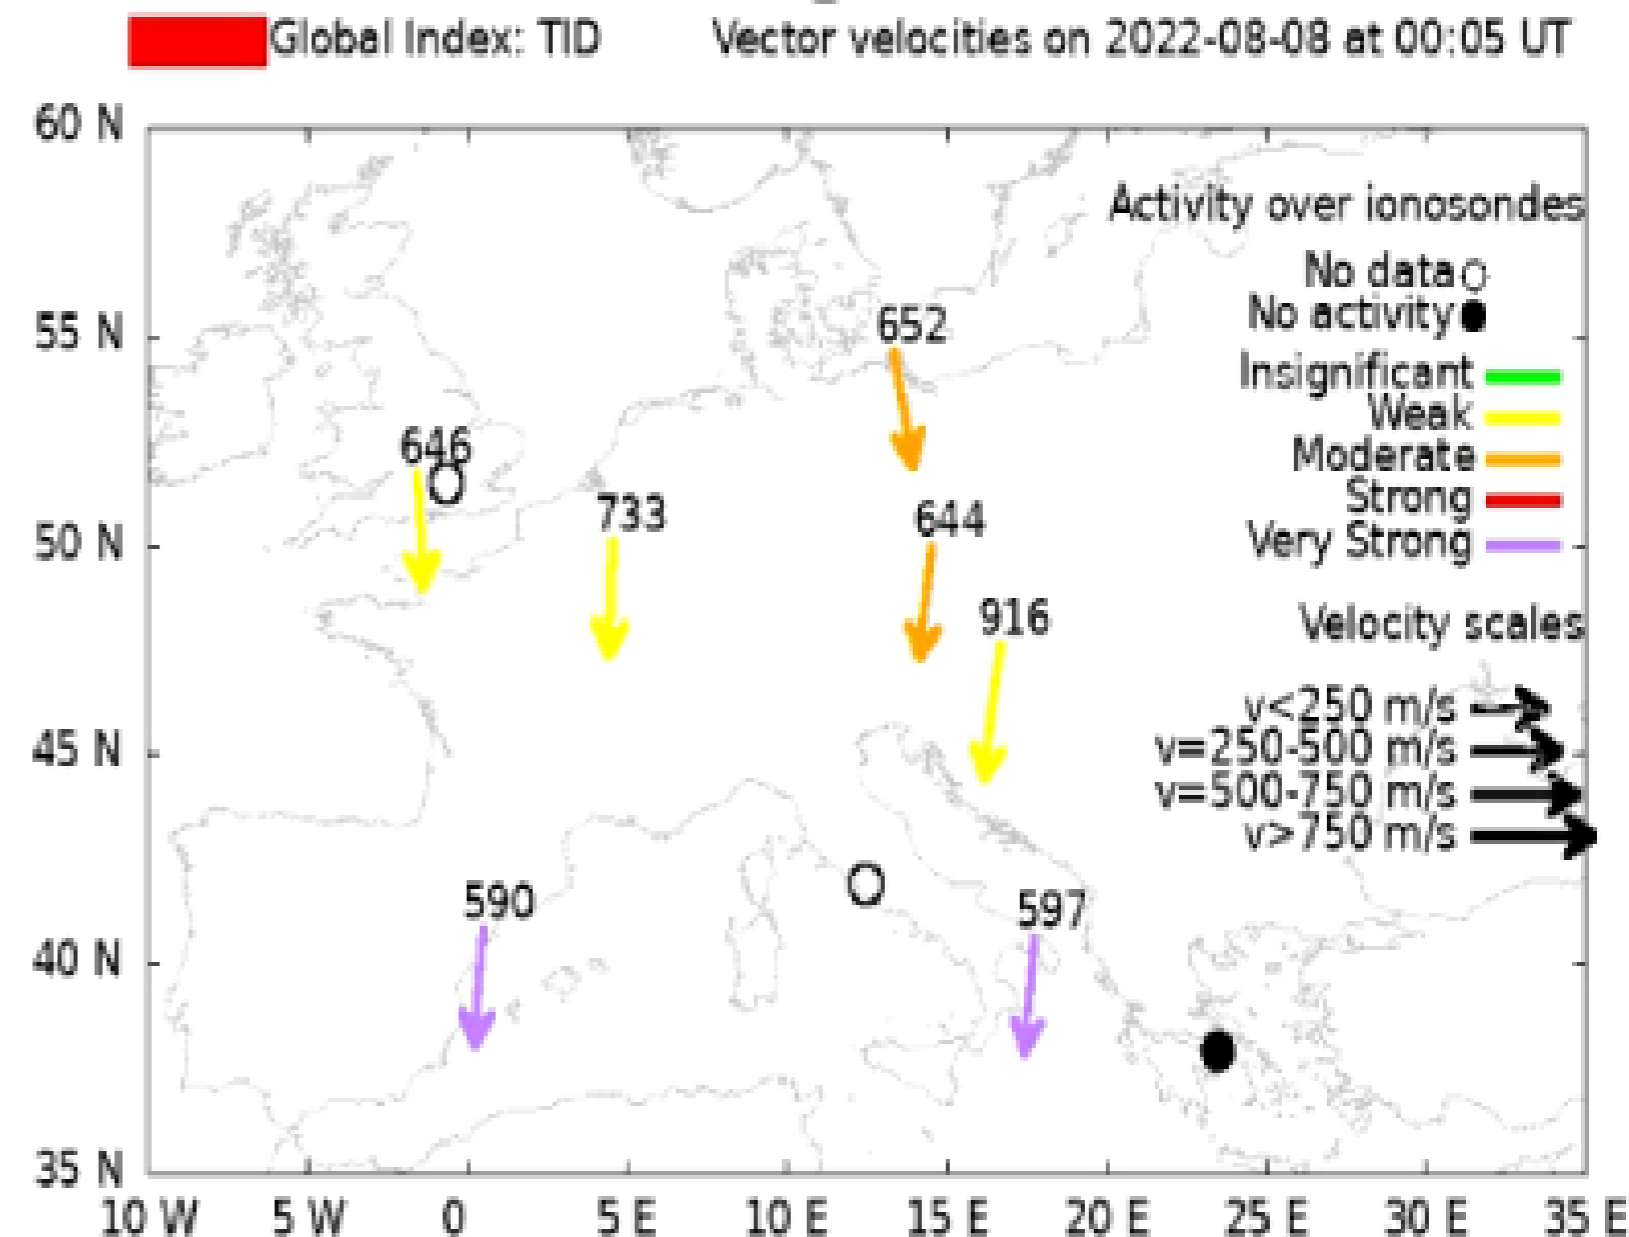 Global Index: TID
Vector velocities on 2022-08-08 at 00:05 UT
60 N
55 N
50 N
45 N
40 N
35 N
10 W
5 W
0
5 E
10 E
15 E
20 E
25 E
30 E
35 E
Activity over ionosondes
No data
No activity
Insignificant
Weak
Moderate
Strong
Very Strong
Velocity scales
v<250 m/s
v=250-500 m/s
v=500-750 m/s
v>750 m/s
652
646
733
644
916
590
597